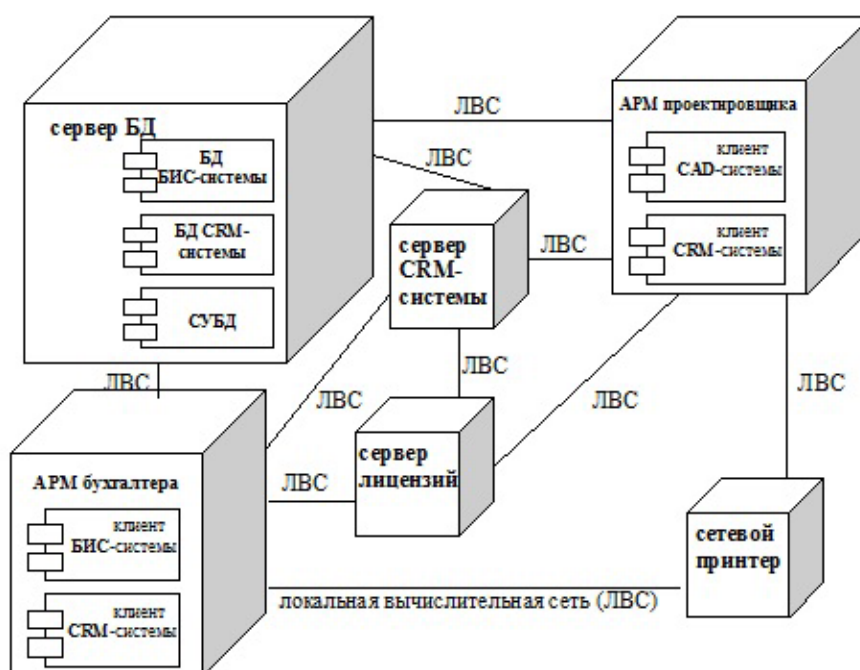 сервер БД
БД
БИС-системы
БД CRM-
системы
СУБД
ЛВС
ЛВС
АРМ проектировщика
клиент
CAD-системы
клиент
CRM-системы
сервер
CRM-
системы
ЛВС
ЛВС
ЛВС
ЛВС
ЛВС
ЛВС
АРМ бухгалтера
клиент
БИС-системы
клиент
CRM-системы
ЛВС
сервер
лицензий
сетевой
принтер
локальная вычислительная сеть (ЛВС)